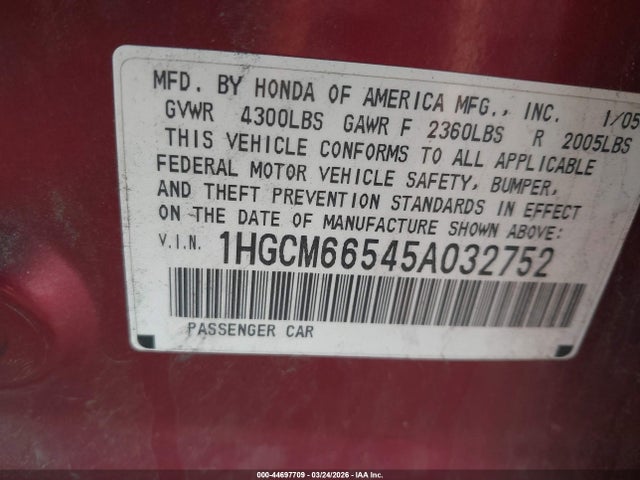 MFD. BY HONDA OF AMERICA MFG., INC. 1/05
GVWR 4300LBS GAWR F 2360LBS R 2005LBS
THIS VEHICLE CONFORMS TO ALL APPLICABLE
FEDERAL MOTOR VEHICLE SAFETY, BUMPER,
AND THEFT PREVENTION STANDARDS IN EFFECT
ON THE DATE OF MANUFACTURE SHOWN ABOVE:
V.I.N. 1HGCM66545A032752
PASSENGER CAR
000-44697709 - 03/24/2026 - IAA Inc.